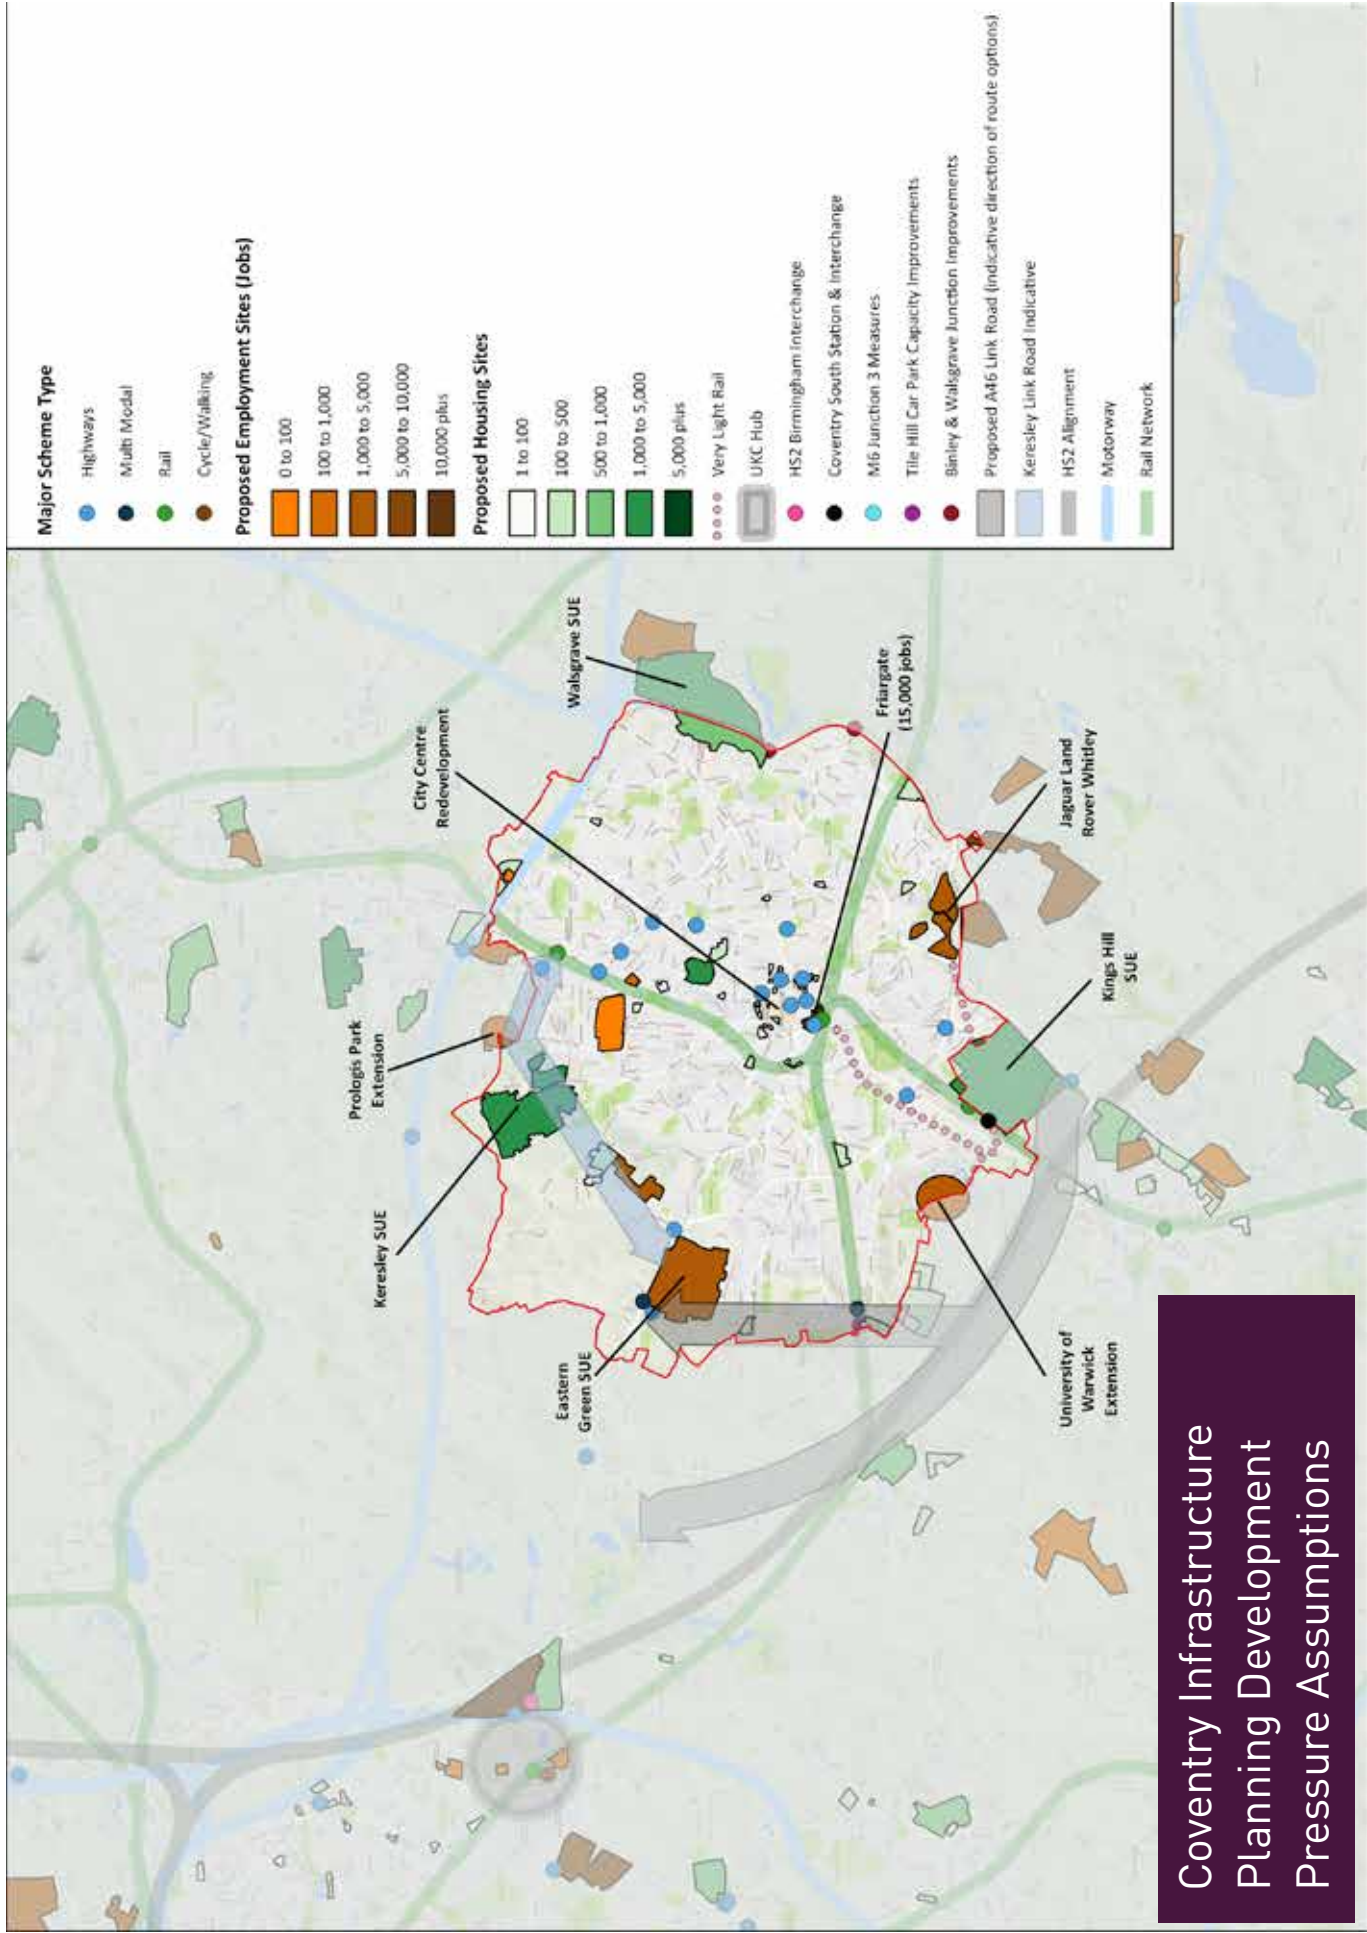 Coventry Infrastructure
Planning Development
Pressure Assumptions
Major Scheme Type
Highways
Multi Modal
Rail
Cycle/Walking
Proposed Employment Sites (Jobs)
0 to 100
100 to 1,000
1,000 to 5,000
5,000 to 10,000
10,000 plus
Proposed Housing Sites
1 to 100
100 to 500
500 to 1,000
1,000 to 5,000
5,000 plus
Very Light Rail
UKC Hub
HS2 Birmingham Interchange
Coventry South Station & Interchange
M6 Junction 3 Measures
Tile Hill Car Park Capacity Improvements
Binley & Walsgrave Junction Improvements
Proposed A46 Link Road (indicative direction of route options)
Keresley Link Road Indicative
HS2 Alignment
Motorway
Rail Network
Prologis Park
Extension
Keresley SUE
City Centre
Redevelopment
Walsgrave SUE
Eastern
Green SUE
Friargate
(15,000 jobs)
University of
Warwick
Extension
Kings Hill
SUE
Jaguar Land
Rover Whitley